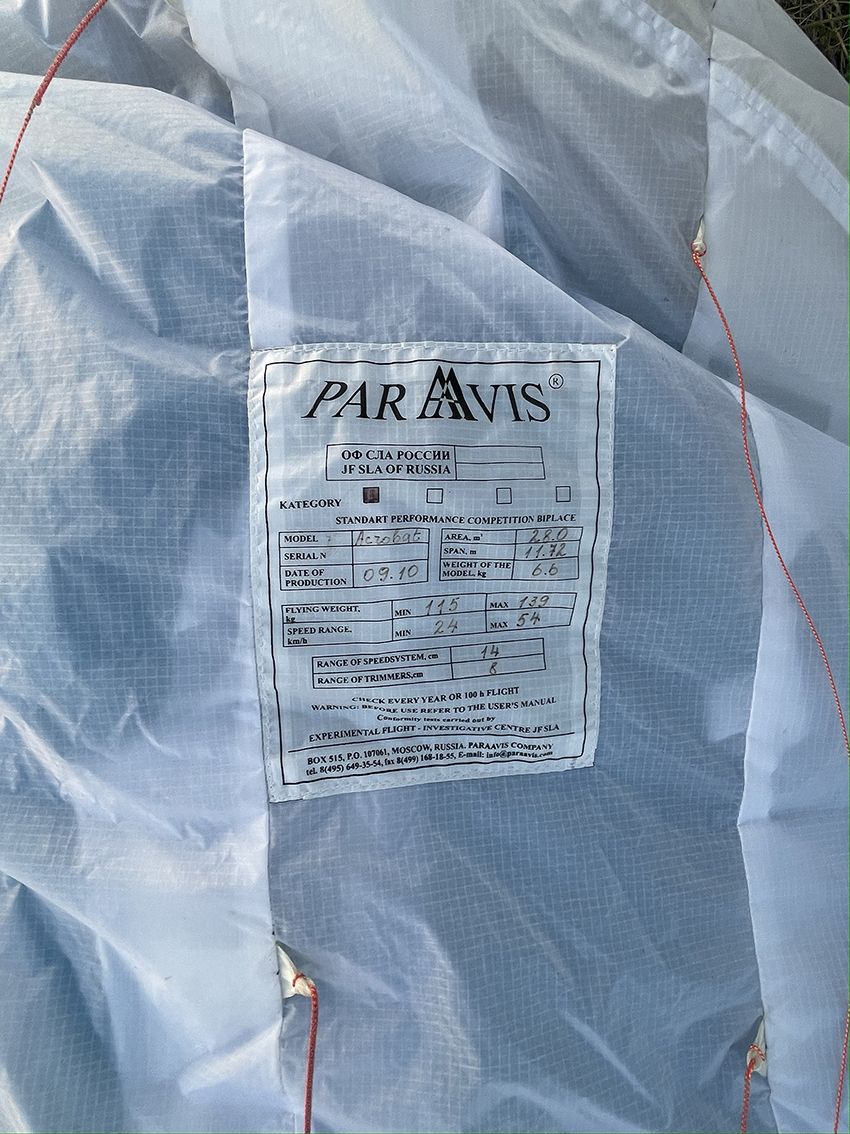 PARAAVIS ®
ОФ СЛА РОССИИ
JF SLA OF RUSSIA
KATEGORY
STANDART PERFORMANCE COMPETITION BIPLACE
MODEL Acrobat AREA, m² 28.0
SERIAL N SPAN, m 11.72
DATE OF PRODUCTION 09.10 WEIGHT OF THE MODEL, kg 6.6
FLYING WEIGHT, kg MIN 115 MAX 139
SPEED RANGE, km/h MIN 24 MAX 54
RANGE OF SPEEDSYSTEM, cm 14
RANGE OF TRIMMERS,cm 8
CHECK EVERY YEAR OR 100 h FLIGHT
WARNING: BEFORE USE REFER TO THE USER'S MANUAL
Conformity tests carried out by
EXPERIMENTAL FLIGHT - INVESTIGATIVE CENTRE JF SLA
BOX 515, P.O. 107061, MOSCOW, RUSSIA. PARAAVIS COMPANY
tel. 8(495) 649-35-54, fax 8(499) 168-18-55, E-mail: info@paraavis.com